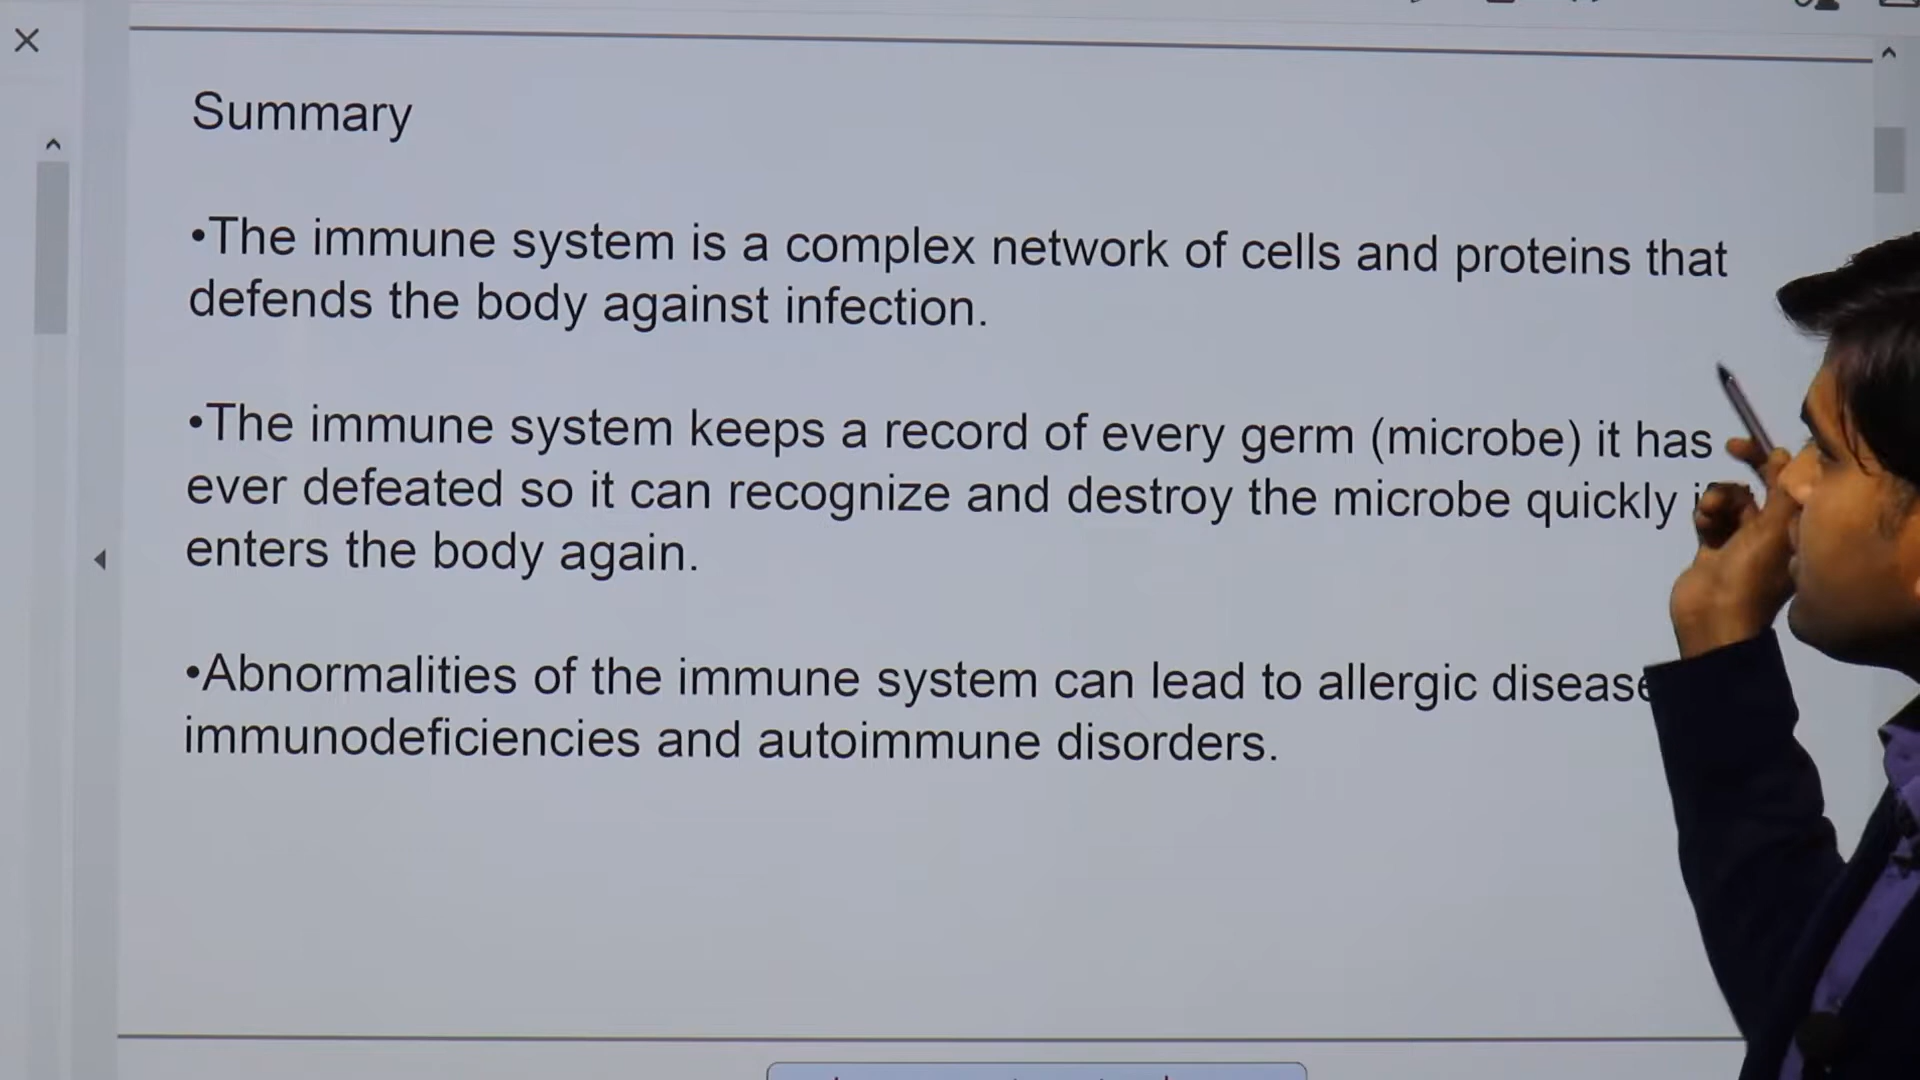 Summary
•The immune system is a complex network of cells and proteins that
defends the body against infection.
•The immune system keeps a record of every germ (microbe) it has
ever defeated so it can recognize and destroy the microbe quickly
enters the body again.
•Abnormalities of the immune system can lead to allergic
immunodeficiencies and autoimmune disorders.